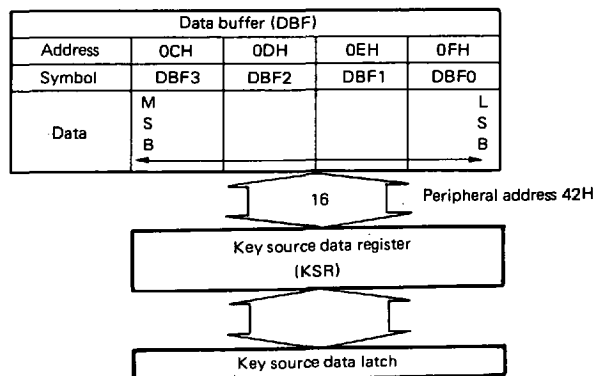 Data buffer (DBF)
Address 0CH 0DH 0EH 0FH
Symbol DBF3 DBF2 DBF1 DBF0
Data
M
S
B
L
S
B
16
Peripheral address 42H
Key source data register
(KSR)
Key source data latch